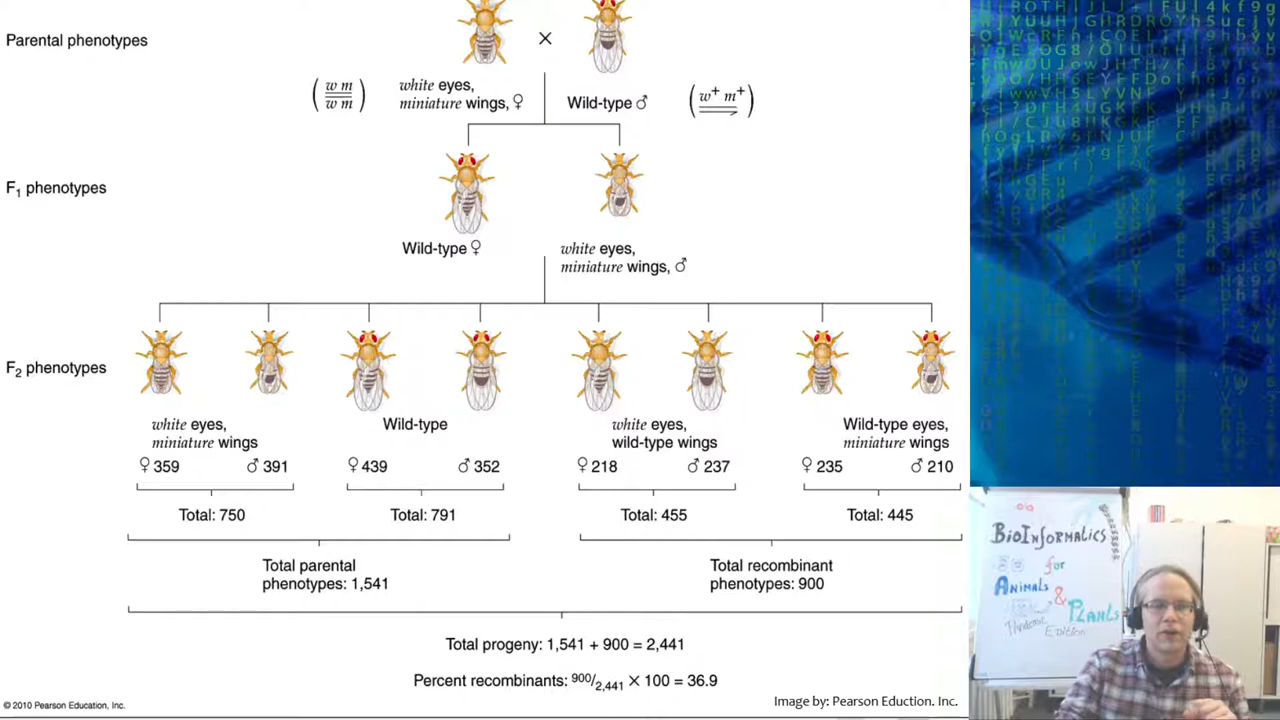 Parental phenotypes
×
( w m / w m )
white eyes,
miniature wings, ♀
Wild-type ♂
( w⁺ m⁺ )
F₁ phenotypes
Wild-type ♀
white eyes,
miniature wings, ♂
F₂ phenotypes
white eyes,
miniature wings
Wild-type
white eyes,
wild-type wings
Wild-type eyes,
miniature wings
♀ 359 ♂ 391 ♀ 439 ♂ 352 ♀ 218 ♂ 237 ♀ 235 ♂ 210
Total: 750 Total: 791 Total: 455 Total: 445
Total parental
phenotypes: 1,541
Total recombinant
phenotypes: 900
Total progeny: 1,541 + 900 = 2,441
Percent recombinants: 900/2,441 × 100 = 36.9
© 2010 Pearson Education, Inc.
Image by: Pearson Eduction. Inc.
BioInformatics
for
Animals
&
Plants
Pandemic
Edition